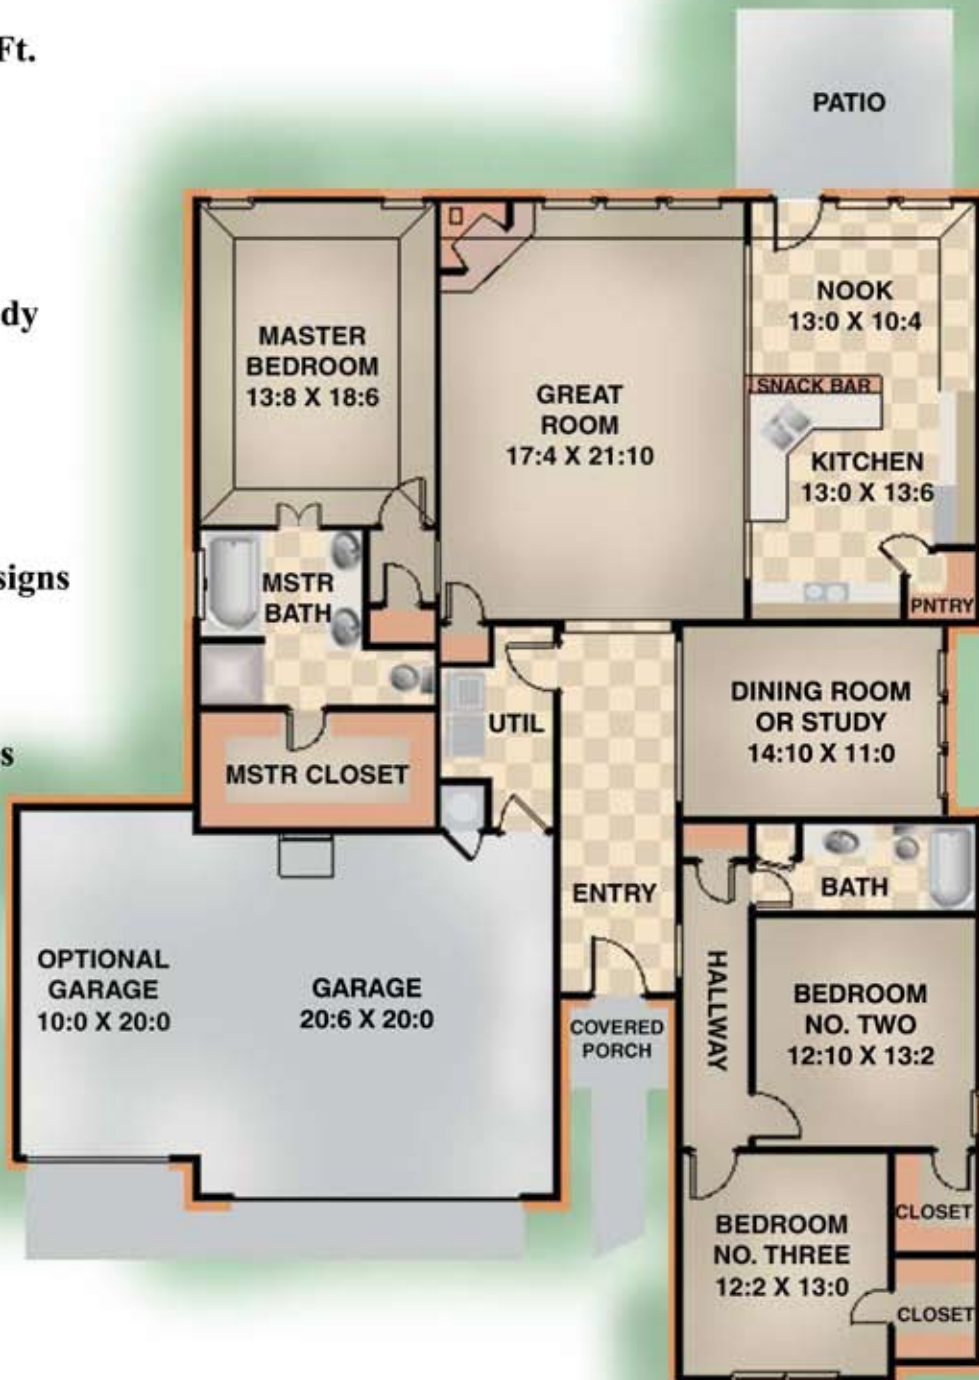 Ft.
dy
signs
s
PATIO
MASTER
BEDROOM
13:8 X 18:6
GREAT
ROOM
17:4 X 21:10
NOOK
13:0 X 10:4
SNACK BAR
KITCHEN
13:0 X 13:6
PNTRY
MSTR
BATH
UTIL
DINING ROOM
OR STUDY
14:10 X 11:0
MSTR CLOSET
ENTRY
BATH
OPTIONAL
GARAGE
10:0 X 20:0
GARAGE
20:6 X 20:0
COVERED
PORCH
HALLWAY
BEDROOM
NO. TWO
12:10 X 13:2
BEDROOM
NO. THREE
12:2 X 13:0
CLOSET
CLOSET